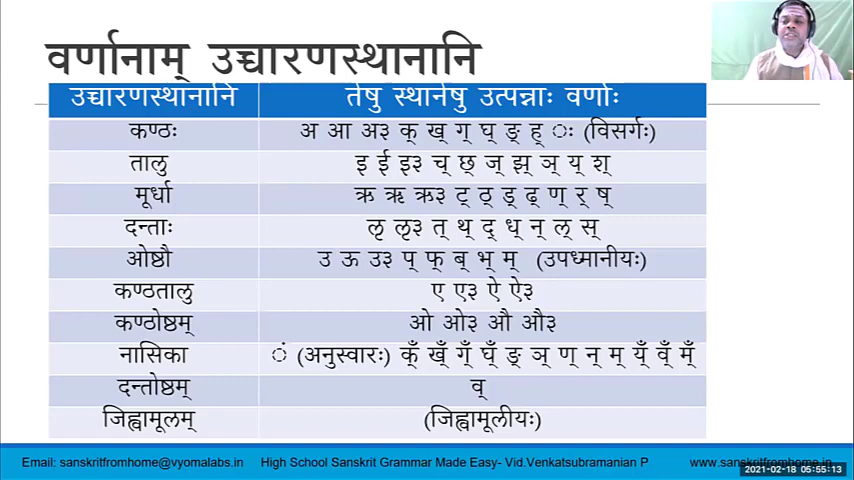 वर्णानाम् उच्चारणस्थानानि
उच्चारणस्थानानि तेषु स्थानेषु उत्पन्नाः वर्णाः
कण्ठः अ आ अ३ क् ख् ग् घ् ङ् ह् ः (विसर्गः)
तालु इ ई इ३ च् छ् ज् झ् ञ् य् श्
मूर्धा ऋ ॠ ऋ३ ट् ठ् ड् ढ् ण् र् ष्
दन्ताः ऌ ऌ३ त् थ् द् ध् न् ल् स्
ओष्ठौ उ ऊ उ३ प् फ् ब् भ् म् (उपध्मानीयः)
कण्ठतालु ए ए३ ऐ ऐ३
कण्ठोष्ठम् ओ ओ३ औ औ३
नासिका ं (अनुस्वारः) क्ँ ख्ँ ग्ँ घ्ँ ङ् ञ् ण् न् म् य्ँ व्ँ म्ँ
दन्तोष्ठम् व्
जिह्वामूलम् (जिह्वामूलीयः)
Email: sanskritfromhome@vyomalabs.in High School Sanskrit Grammar Made Easy- Vid.Venkatsubramanian P www.sanskritfromhome.in
2021-02-18 05:55:13